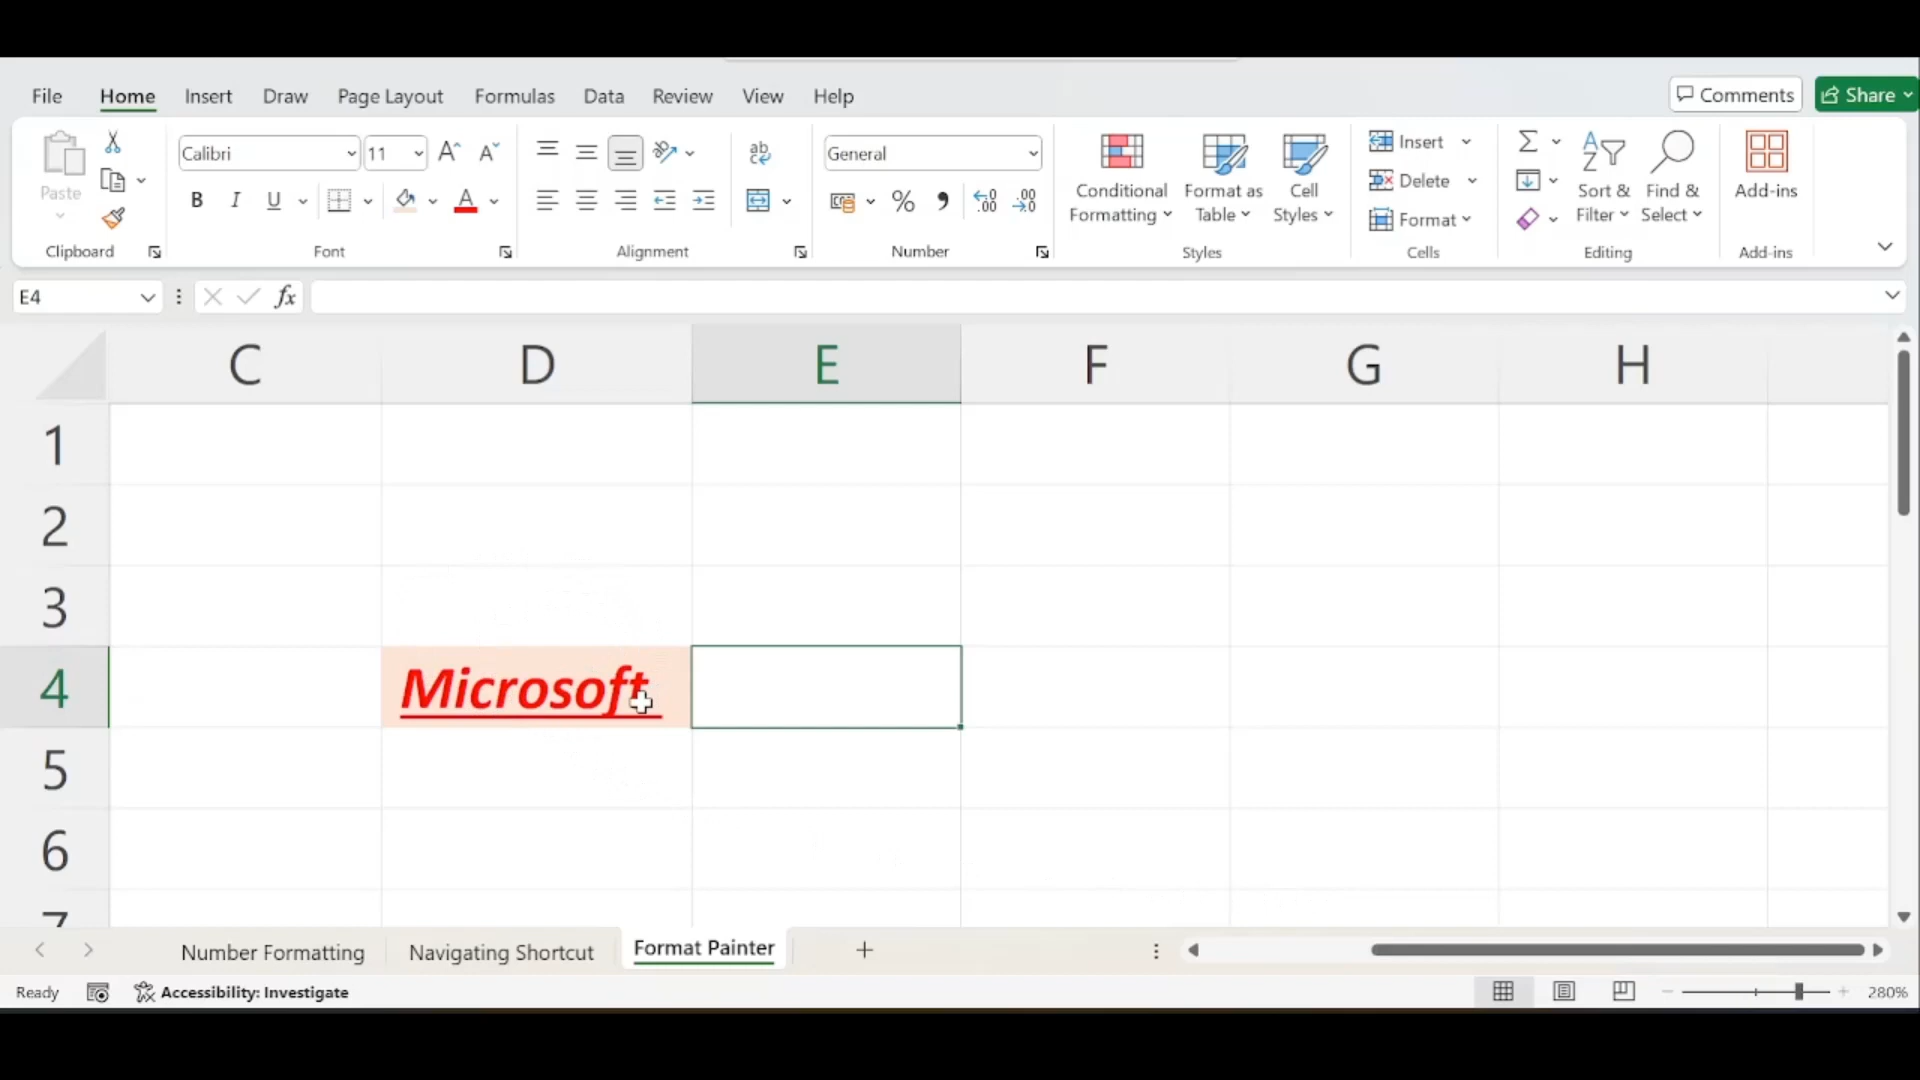 File Home Insert Draw Page Layout Formulas Data Review View Help Comments Share
Calibri 11 A A ab General Insert Σ A
Paste Conditional Format as Cell Delete Sort & Find & Add-ins
B I U A % Formatting Table Styles Format Z Filter Select
Clipboard Font Alignment Number Styles Cells Editing Add-ins
E4 fx
C D E F G H
1
2
3
4 Microsoft
5
6
7
Number Formatting Navigating Shortcut Format Painter
Ready Accessibility: Investigate 280%